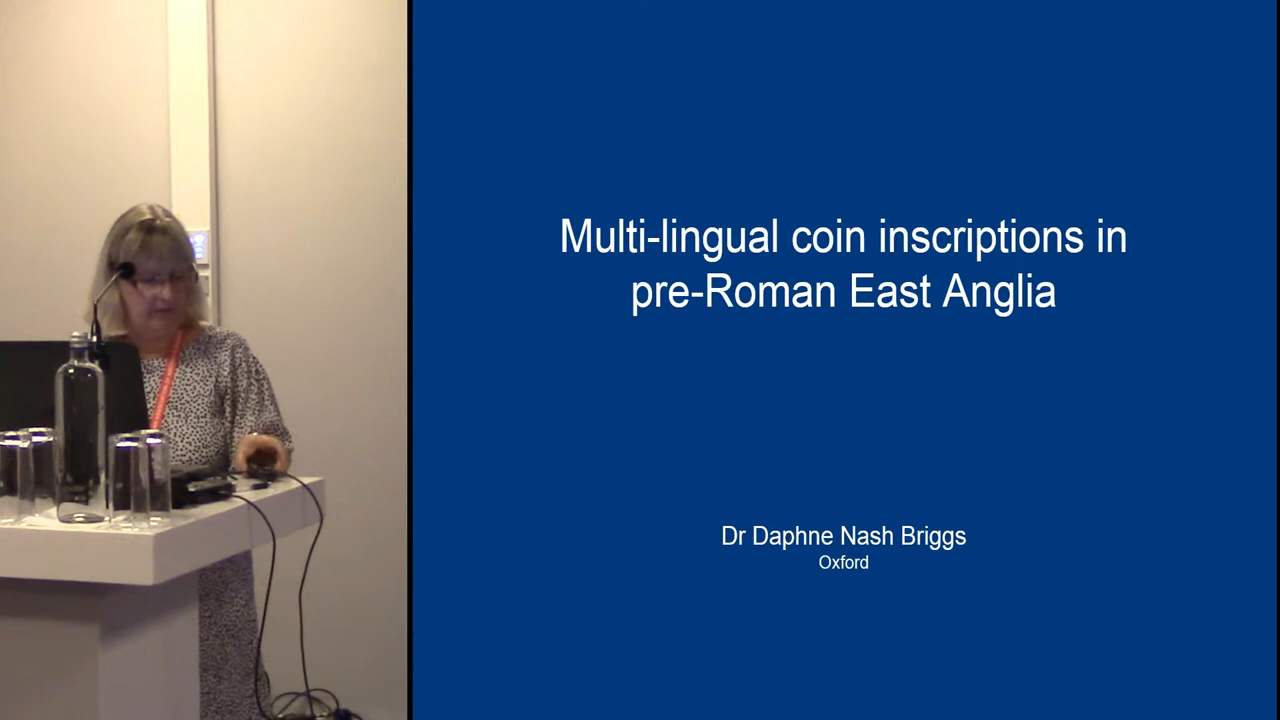 Multi-lingual coin inscriptions in
pre-Roman East Anglia
Dr Daphne Nash Briggs
Oxford